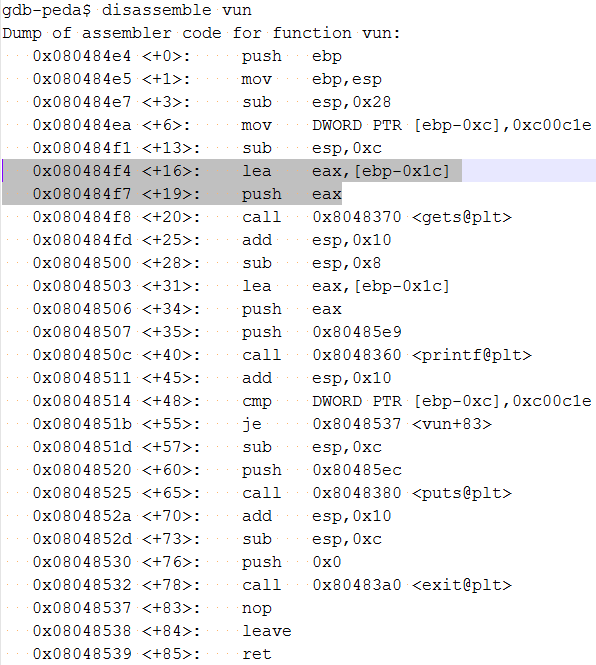 gdb-peda$ disassemble vun
Dump of assembler code for function vun:
0x080484e4 <+0>: push ebp
0x080484e5 <+1>: mov ebp,esp
0x080484e7 <+3>: sub esp,0x28
0x080484ea <+6>: mov DWORD PTR [ebp-0xc],0xc00c1e
0x080484f1 <+13>: sub esp,0xc
0x080484f4 <+16>: lea eax,[ebp-0x1c]
0x080484f7 <+19>: push eax
0x080484f8 <+20>: call 0x8048370 <gets@plt>
0x080484fd <+25>: add esp,0x10
0x08048500 <+28>: sub esp,0x8
0x08048503 <+31>: lea eax,[ebp-0x1c]
0x08048506 <+34>: push eax
0x08048507 <+35>: push 0x80485e9
0x0804850c <+40>: call 0x8048360 <printf@plt>
0x08048511 <+45>: add esp,0x10
0x08048514 <+48>: cmp DWORD PTR [ebp-0xc],0xc00c1e
0x0804851b <+55>: je 0x8048537 <vun+83>
0x0804851d <+57>: sub esp,0xc
0x08048520 <+60>: push 0x80485ec
0x08048525 <+65>: call 0x8048380 <puts@plt>
0x0804852a <+70>: add esp,0x10
0x0804852d <+73>: sub esp,0xc
0x08048530 <+76>: push 0x0
0x08048532 <+78>: call 0x80483a0 <exit@plt>
0x08048537 <+83>: nop
0x08048538 <+84>: leave
0x08048539 <+85>: ret